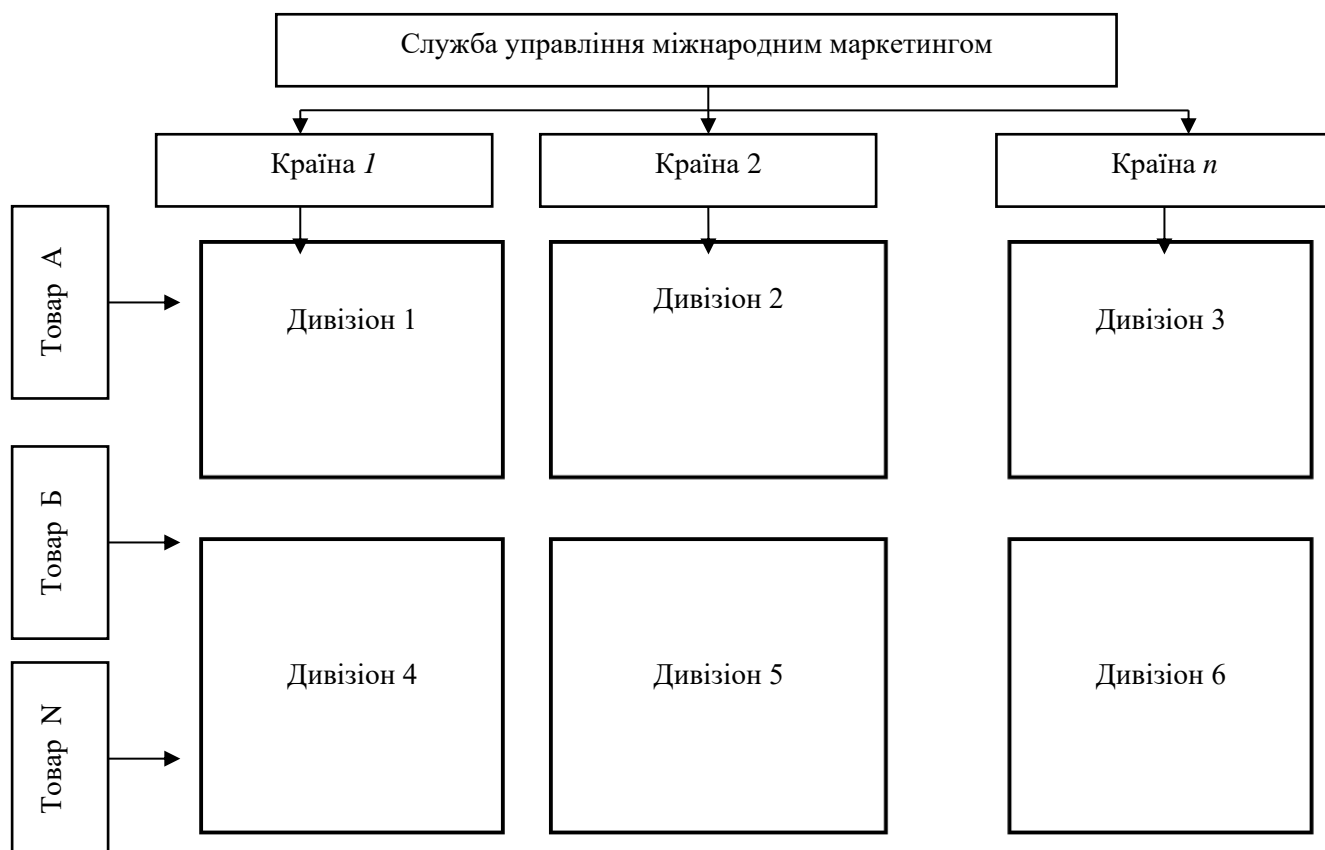 Служба управління міжнародним маркетингом
Країна 1
Країна 2
Країна n
Товар А
Дивізіон 1
Дивізіон 2
Дивізіон 3
Товар Б
Дивізіон 4
Дивізіон 5
Дивізіон 6
Товар N